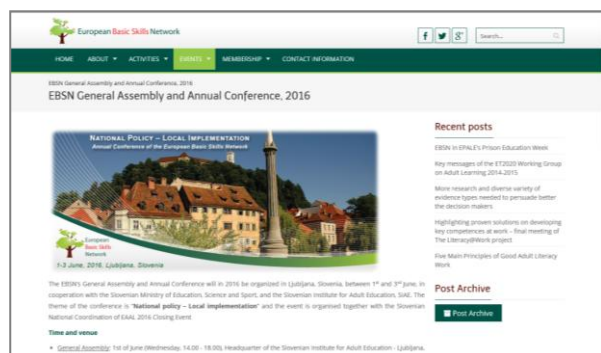 European Basic Skills Network
Search...
HOME ABOUT ACTIVITIES EVENTS MEMBERSHIP CONTACT INFORMATION
EBSN General Assembly and Annual Conference, 2016
EBSN General Assembly and Annual Conference, 2016
NATIONAL POLICY – LOCAL IMPLEMENTATION
Annual Conference of the European Basic Skills Network
European
Basic Skills
Network
1-3 June, 2016, Ljubljana, Slovenia
The EBSN's General Assembly and Annual Conference will in 2016 be organized in Ljubljana, Slovenia, between 1st and 3rd June, in
cooperation with the Slovenian Ministry of Education, Science and Sport, and the Slovenian Institute for Adult Education, SIAE. The
theme of the conference is "National policy – Local implementation" and the event is organised together with the Slovenian
National Coordination of EAAL 2016 Closing Event
Time and venue
General Assembly: 1st of June (Wednesday, 14.00 - 18.00), Headquarter of the Slovenian Institute for Adult Education - Ljubljana,
Recent posts
EBSN in EPALE's Prison Education Week
Key messages of the ET2020 Working Group
on Adult Learning 2014-2015
More research and diverse variety of
evidence types needed to persuade better
the decision makers
Highlighting proven solutions on developing
key competences at work – final meeting of
The Literacy@Work project
Five Main Principles of Good Adult Literacy
Work
Post Archive
Post Archive